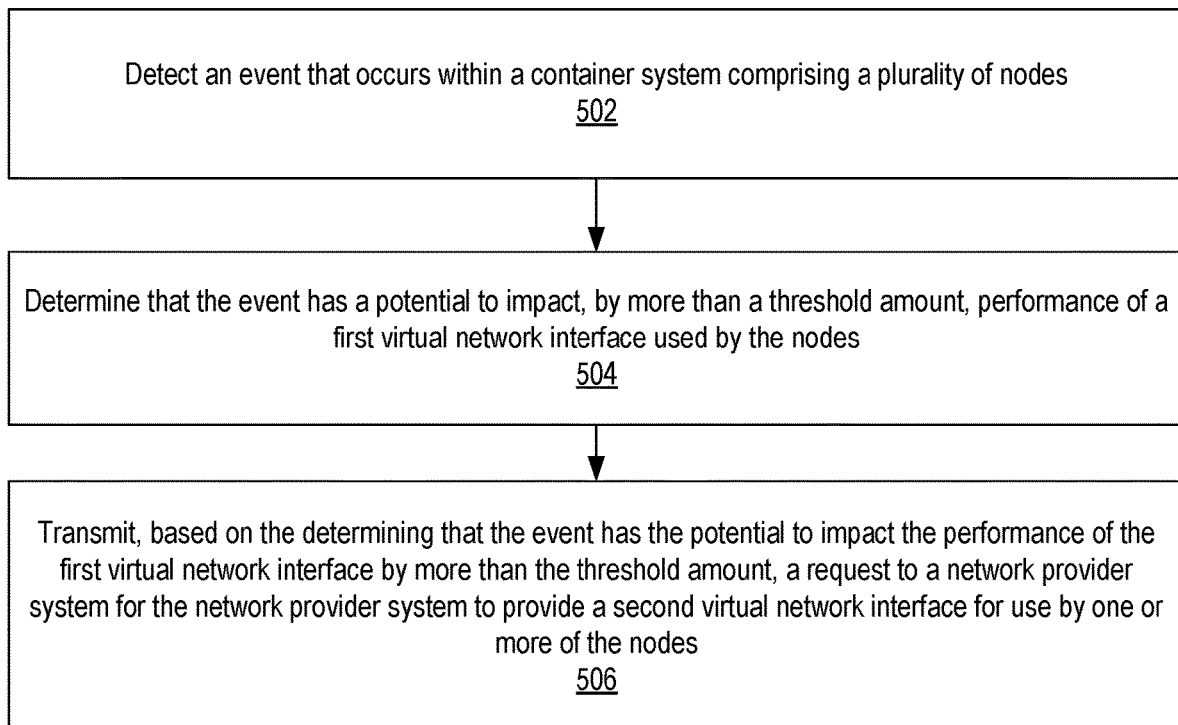 Detect an event that occurs within a container system comprising a plurality of nodes
502
Determine that the event has a potential to impact, by more than a threshold amount, performance of a
first virtual network interface used by the nodes
504
Transmit, based on the determining that the event has the potential to impact the performance of the
first virtual network interface by more than the threshold amount, a request to a network provider
system for the network provider system to provide a second virtual network interface for use by one or
more of the nodes
506